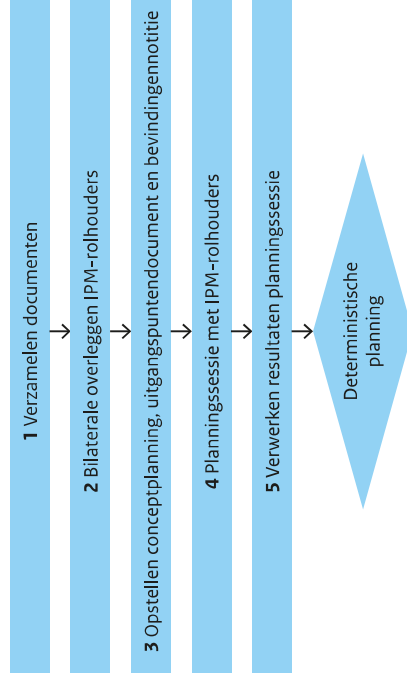 1 Verzamelen documenten
2 Bilaterale overleggen IPM-rolhouders
3 Opstellen conceptplanning, uitgangspuntendocument en bevindingennotitie
4 Planningssessie met IPM-rolhouders
5 Verwerken resultaten planningssessie
Deterministische
planning